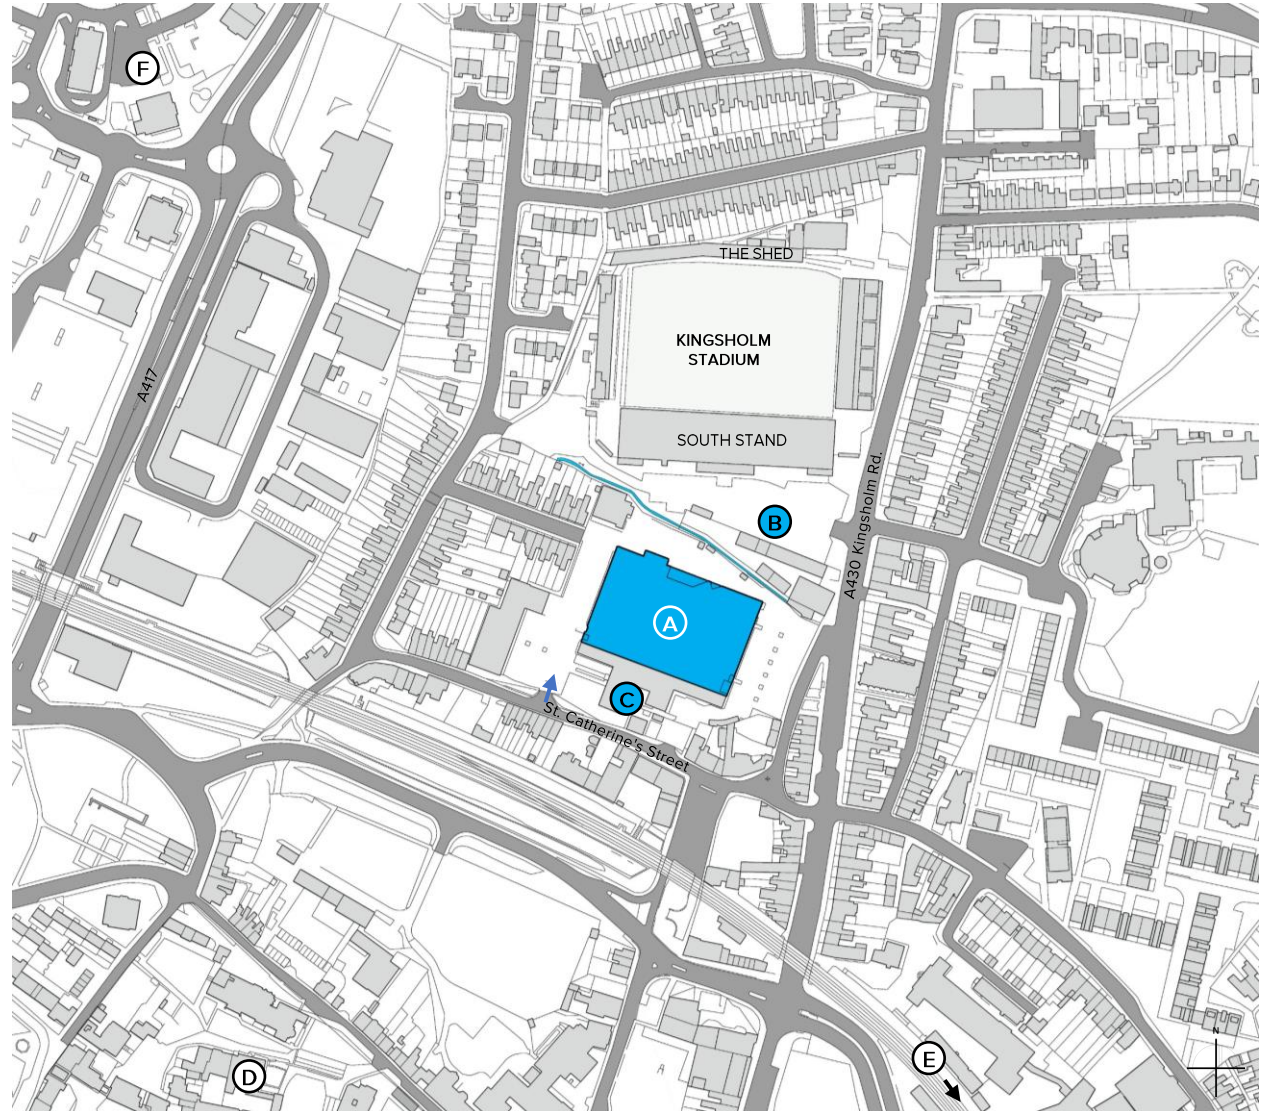 F
THE SHED
KINGSHOLM
STADIUM
A417
SOUTH STAND
A430 Kingsholm Rd.
B
A
C
St. Catherine's Street
N
E
D